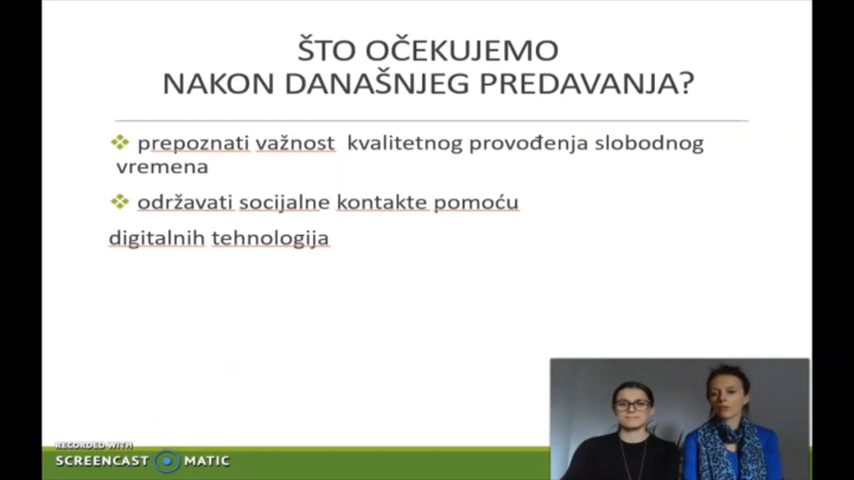 ŠTO OČEKUJEMO
NAKON DANAŠNJEG PREDAVANJA?
prepoznati važnost kvalitetnog provođenja slobodnog
vremena
održavati socijalne kontakte pomoću
digitalnih tehnologija
RECORDED WITH
SCREENCAST MATIC